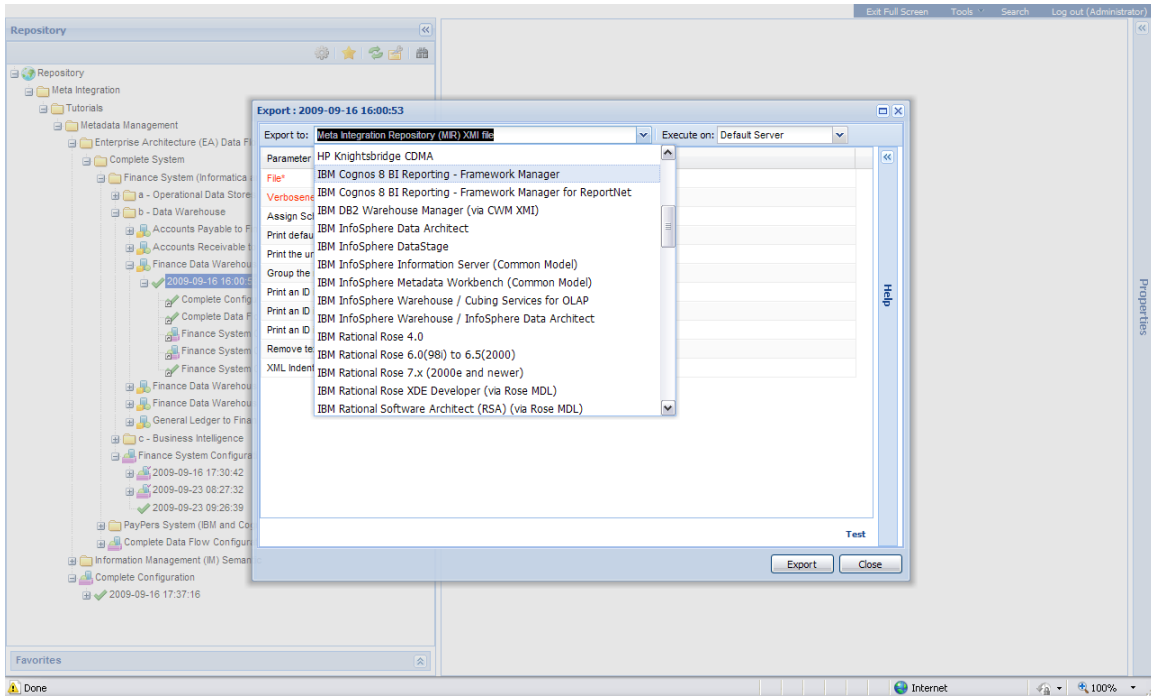 Exit Full Screen Tools Search Log out (Administrator)
Repository
Repository
Meta Integration
Tutorials
Metadata Management
Enterprise Architecture (EA) Data Fl
Complete System
Finance System (Informatica
a - Operational Data Store
b - Data Warehouse
Accounts Payable to F
Accounts Receivable t
Finance Data Warehou
2009-09-16 16:00:5
Complete Config
Complete Data F
Finance System
Finance System
Finance System
Finance Data Warehou
Finance Data Warehou
General Ledger to Fina
c - Business Intelligence
Finance System Configura
2009-09-16 17:30:42
2009-09-23 08:27:32
2009-09-23 09:26:39
PayPers System (IBM and Co
Complete Data Flow Configur
Information Management (IM) Semant
Complete Configuration
2009-09-16 17:37:16
Favorites
Export : 2009-09-16 16:00:53
Export to: Meta Integration Repository (MIR) XMI file Execute on: Default Server
Parameter
File*
Verbosene
Assign Sch
Print defau
Print the un
Group the
Print an ID
Print an ID
Print an ID
Remove te
XML Indent
HP Knightsbridge CDMA
IBM Cognos 8 BI Reporting - Framework Manager
IBM Cognos 8 BI Reporting - Framework Manager for ReportNet
IBM DB2 Warehouse Manager (via CWM XMI)
IBM InfoSphere Data Architect
IBM InfoSphere DataStage
IBM InfoSphere Information Server (Common Model)
IBM InfoSphere Metadata Workbench (Common Model)
IBM InfoSphere Warehouse / Cubing Services for OLAP
IBM InfoSphere Warehouse / InfoSphere Data Architect
IBM Rational Rose 4.0
IBM Rational Rose 6.0(98i) to 6.5(2000)
IBM Rational Rose 7.x (2000e and newer)
IBM Rational Rose XDE Developer (via Rose MDL)
IBM Rational Software Architect (RSA) (via Rose MDL)
Help
Test
Export Close
Properties
Done Internet 100%